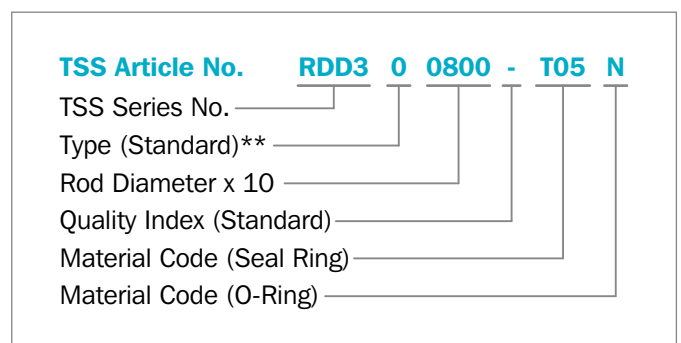 TSS Article No. RDD3 0 0800 - T05 N
TSS Series No.
Type (Standard)**
Rod Diameter x 10
Quality Index (Standard)
Material Code (Seal Ring)
Material Code (O-Ring)